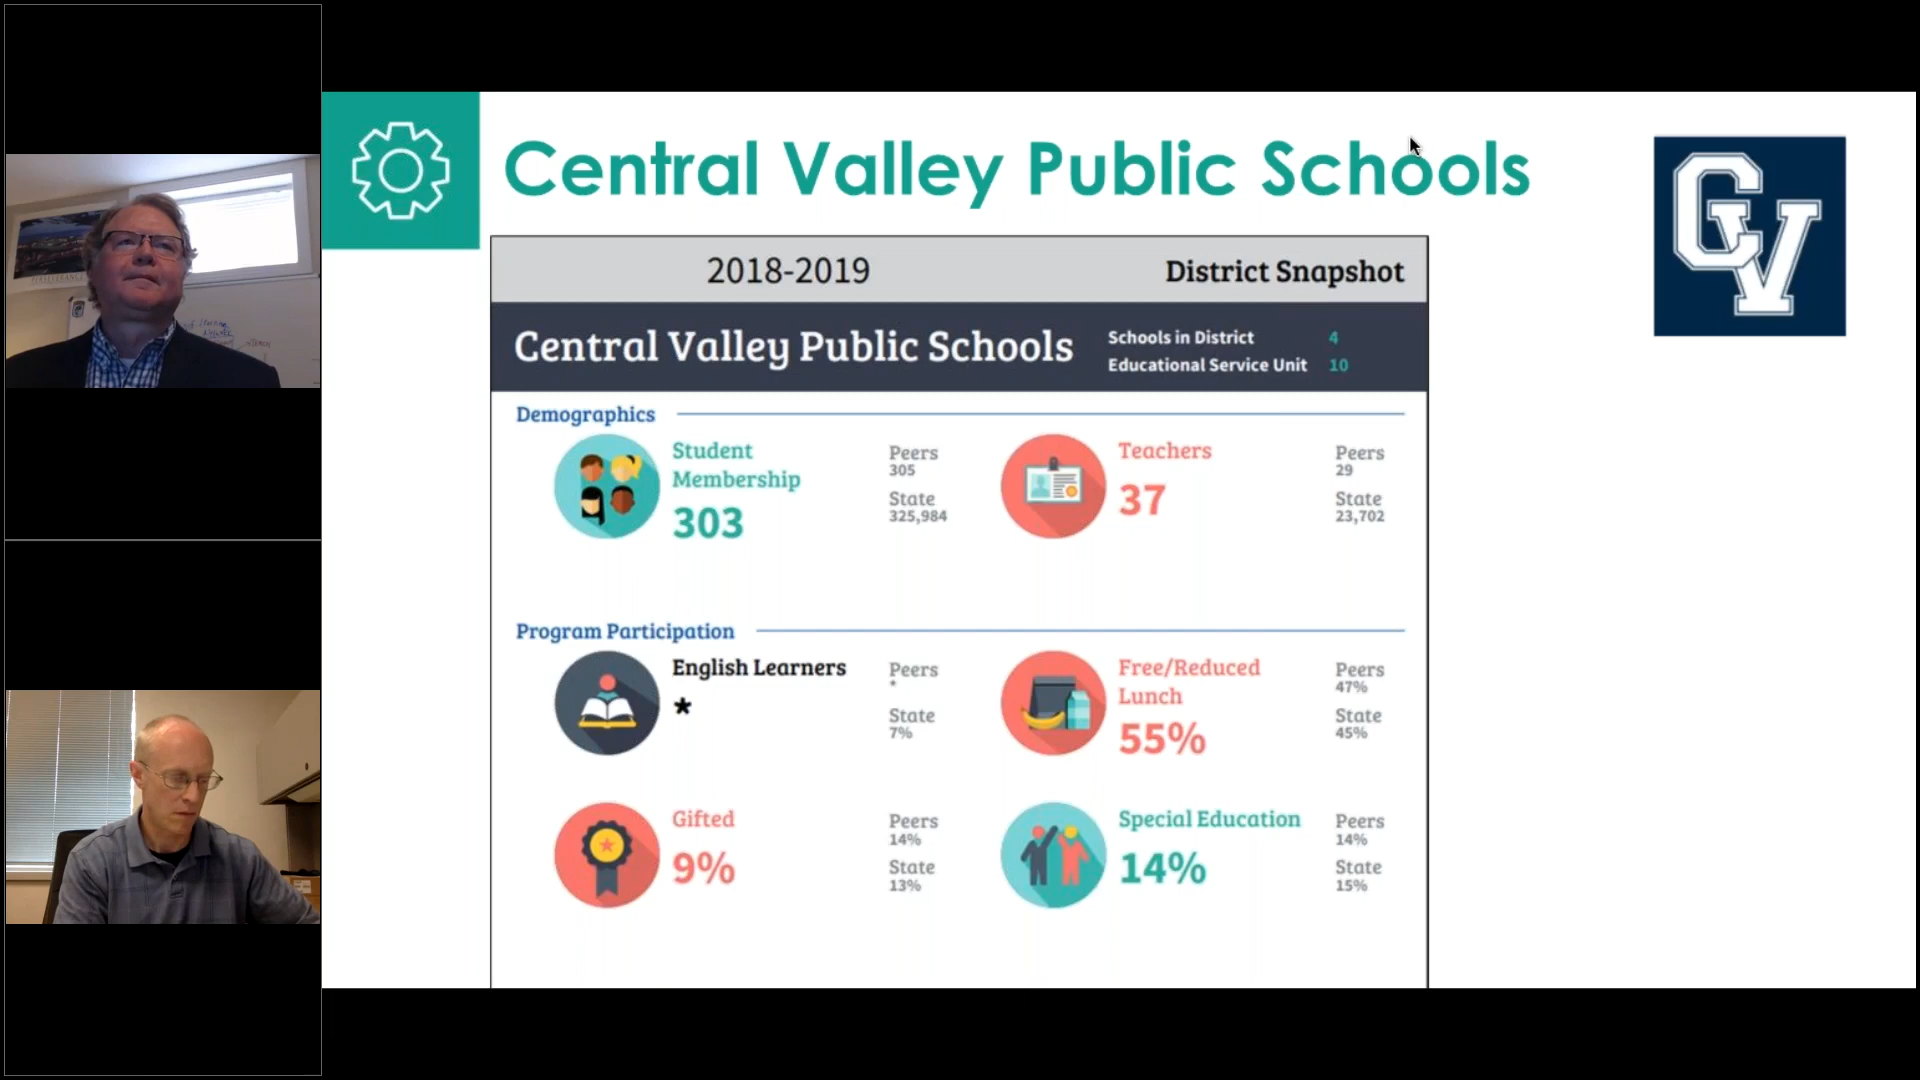 Central Valley Public Schools
CV
2018-2019
District Snapshot
Central Valley Public Schools
Schools in District 4
Educational Service Unit 10
Demographics
Student
Membership
303
Peers
305
State
325,984
Teachers
37
Peers
29
State
23,702
Program Participation
English Learners
*
Peers
*
State
7%
Free/Reduced
Lunch
55%
Peers
47%
State
45%
Gifted
9%
Peers
14%
State
13%
Special Education
14%
Peers
14%
State
15%